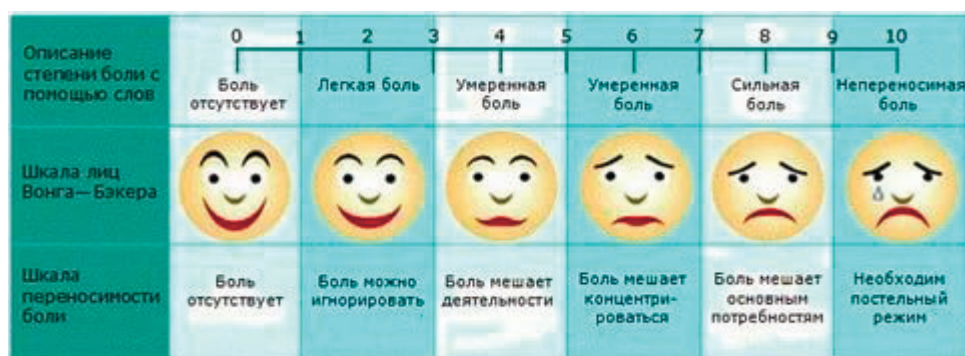 0 1 2 3 4 5 6 7 8 9 10
Описание
степени боли с
помощью слов
Боль
отсутствует
Легкая боль
Умеренная
боль
Умеренная
боль
Сильная
боль
Непереносимая
боль
Шкала лиц
Вонга—Бэкера
Шкала
переносимости
боли
Боль
отсутствует
Боль можно
игнорировать
Боль мешает
деятельности
Боль мешает
концентри-
роваться
Боль мешает
основным
потребностям
Необходим
постельный
режим